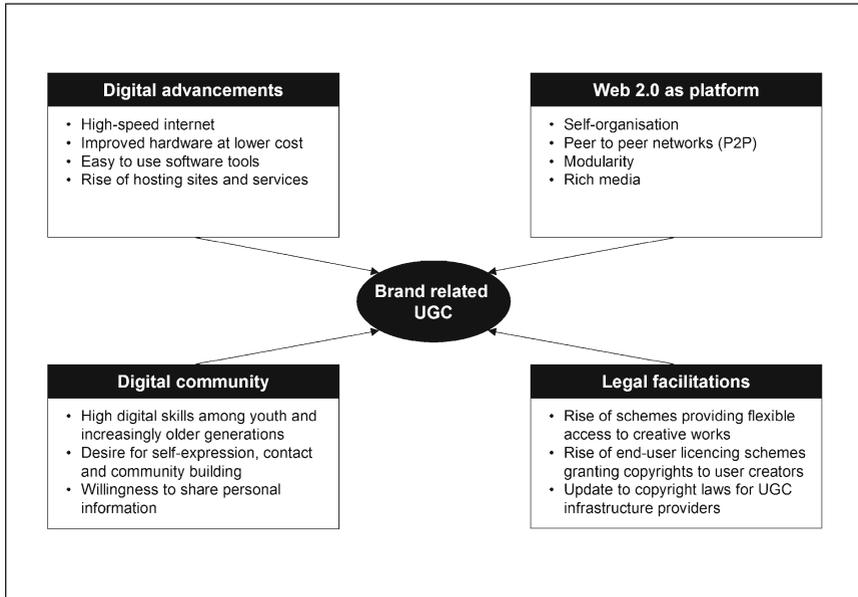 Digital advancements
• High-speed internet
• Improved hardware at lower cost
• Easy to use software tools
• Rise of hosting sites and services
Web 2.0 as platform
• Self-organisation
• Peer to peer networks (P2P)
• Modularity
• Rich media
Brand related
UGC
Digital community
• High digital skills among youth and
increasingly older generations
• Desire for self-expression, contact
and community building
• Willingness to share personal
information
Legal facilitations
• Rise of schemes providing flexible
access to creative works
• Rise of end-user licencing schemes
granting copyrights to user creators
• Update to copyright laws for UGC
infrastructure providers